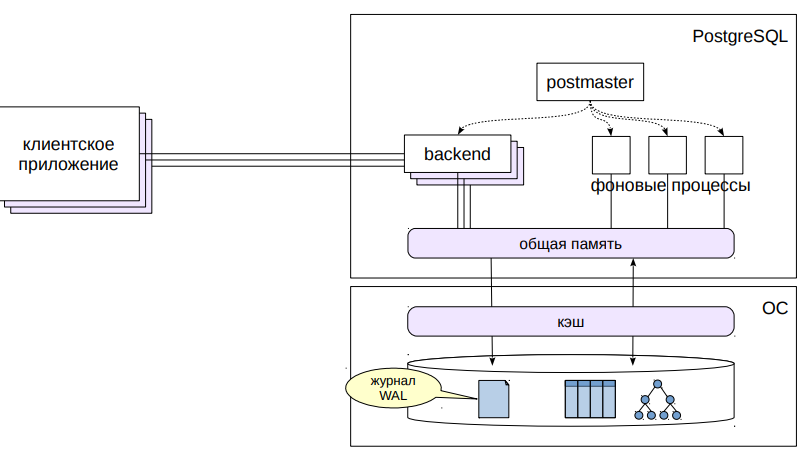 PostgreSQL
postmaster
клиентское
приложение
backend
фоновые процессы
общая память
ОС
кэш
журнал
WAL